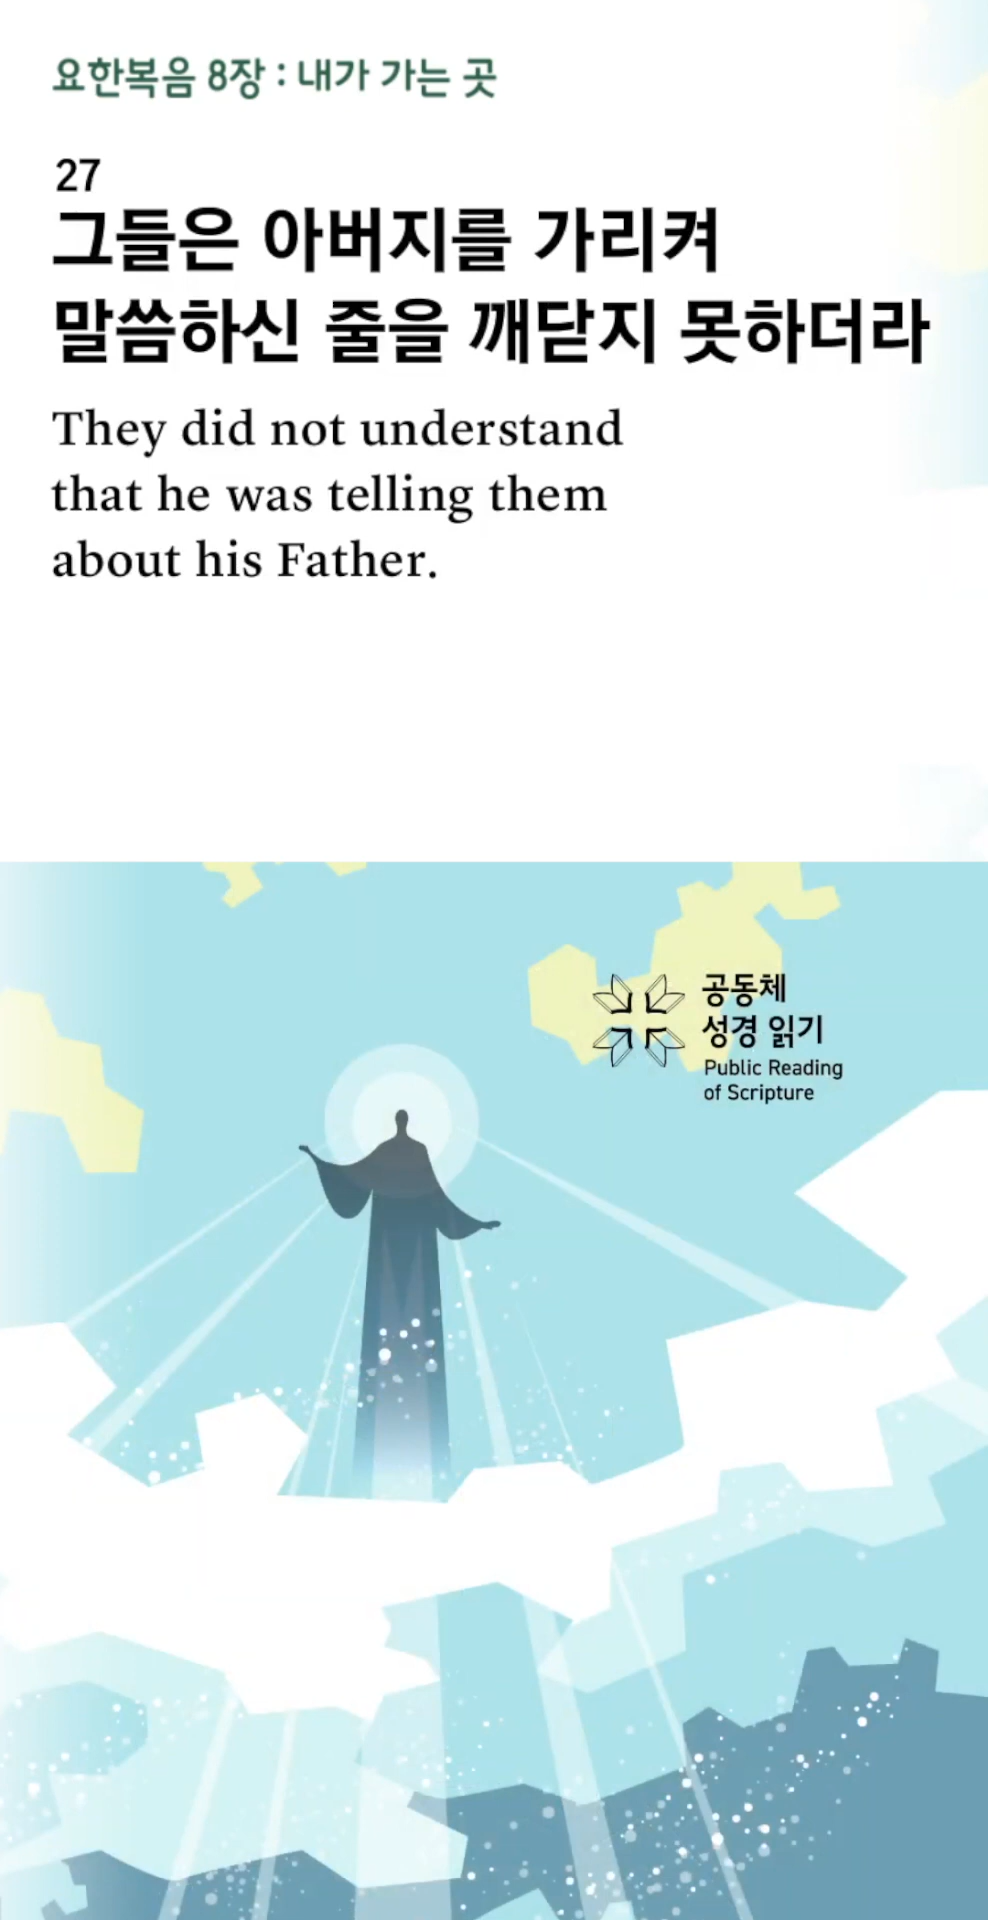 요한복음 8장 : 내가 가는 곳
27
그들은 아버지를 가리켜
말씀하신 줄을 깨닫지 못하더라
They did not understand
that he was telling them
about his Father.
공동체
성경 읽기
Public Reading
of Scripture